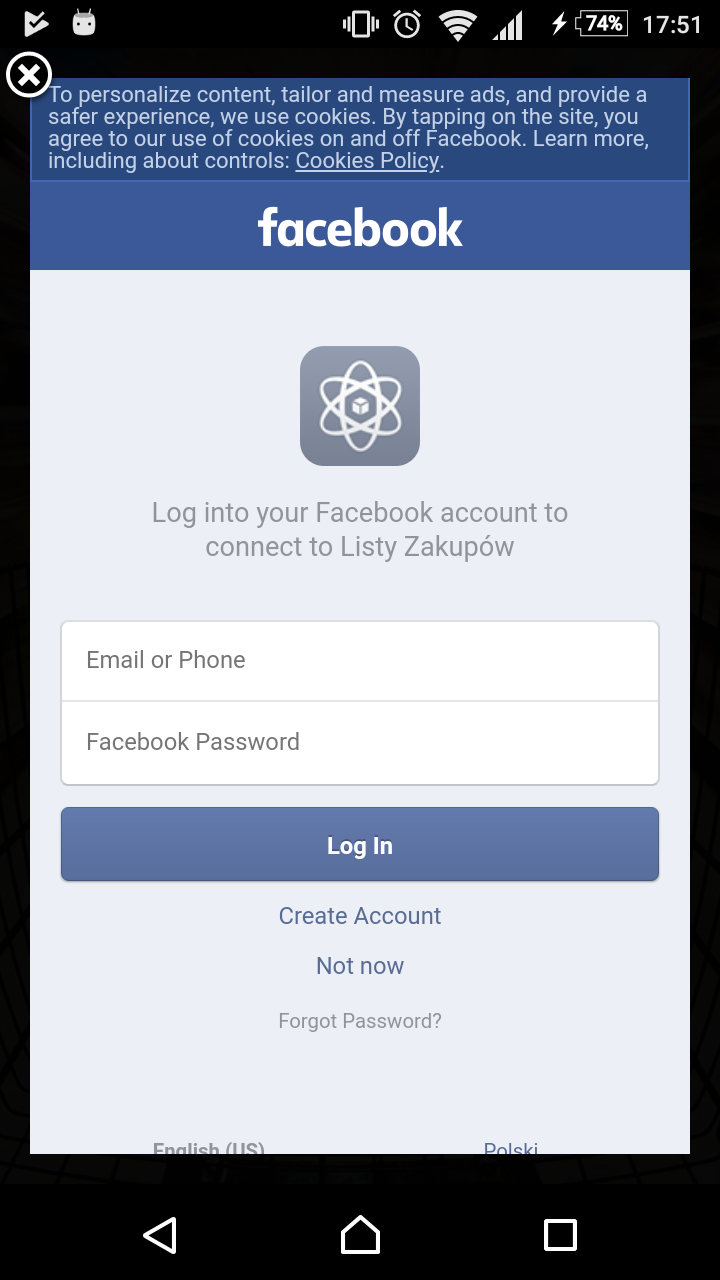 74% 17:51
To personalize content, tailor and measure ads, and provide a
safer experience, we use cookies. By tapping on the site, you
agree to our use of cookies on and off Facebook. Learn more,
including about controls: Cookies Policy.
facebook
Log into your Facebook account to
connect to Listy Zakupów
Email or Phone
Facebook Password
Log In
Create Account
Not now
Forgot Password?
English (US) Polski